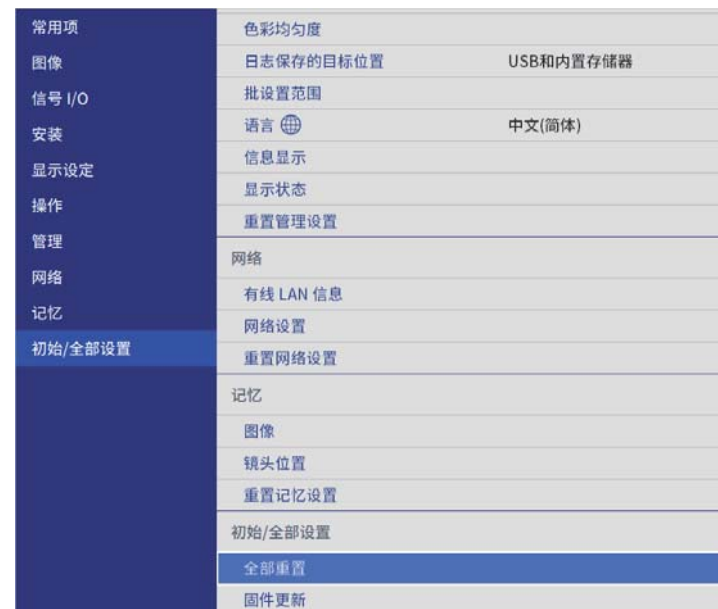 常用项
图像
信号 I/O
安装
显示设定
操作
管理
网络
记忆
初始/全部设置
色彩均匀度
日志保存的目标位置 USB和内置存储器
批设置范围
语言 中文(简体)
信息显示
显示状态
重置管理设置
网络
有线 LAN 信息
网络设置
重置网络设置
记忆
图像
镜头位置
重置记忆设置
初始/全部设置
全部重置
固件更新